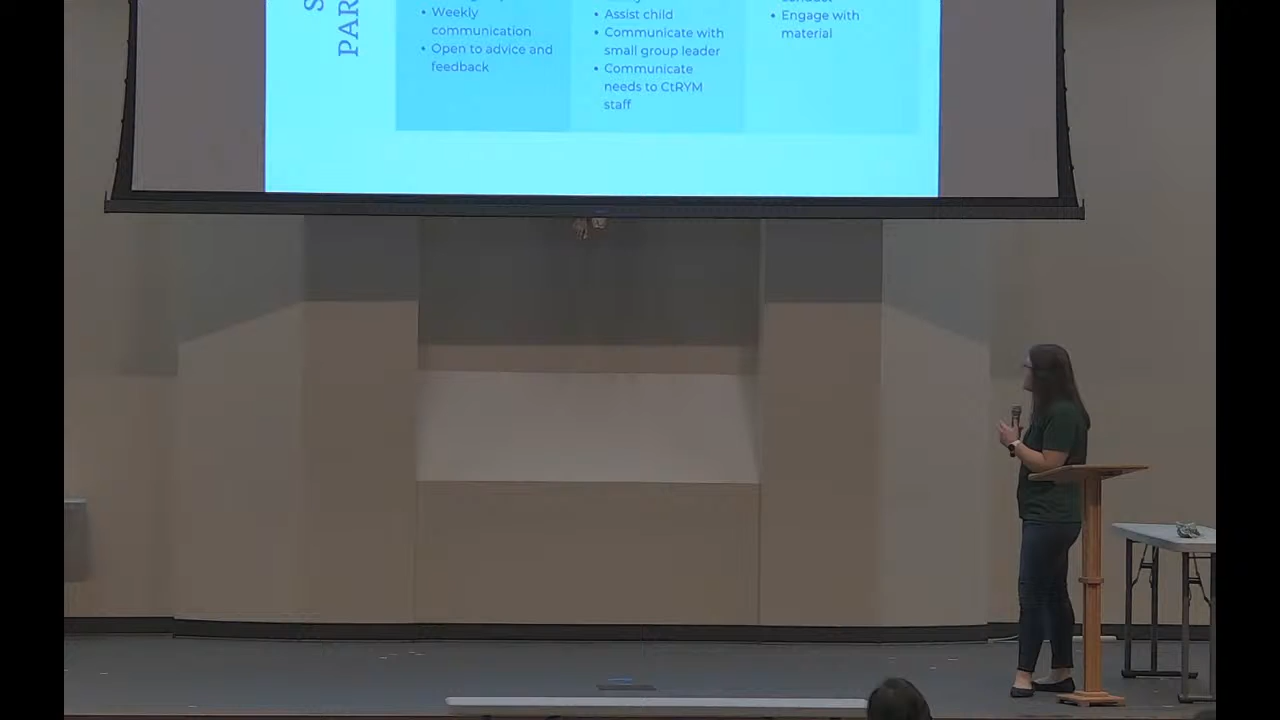 S
PAR
• Weekly
communication
• Open to advice and
feedback
• Assist child
• Communicate with
small group leader
• Communicate
needs to CtRYM
staff
• Engage with
material